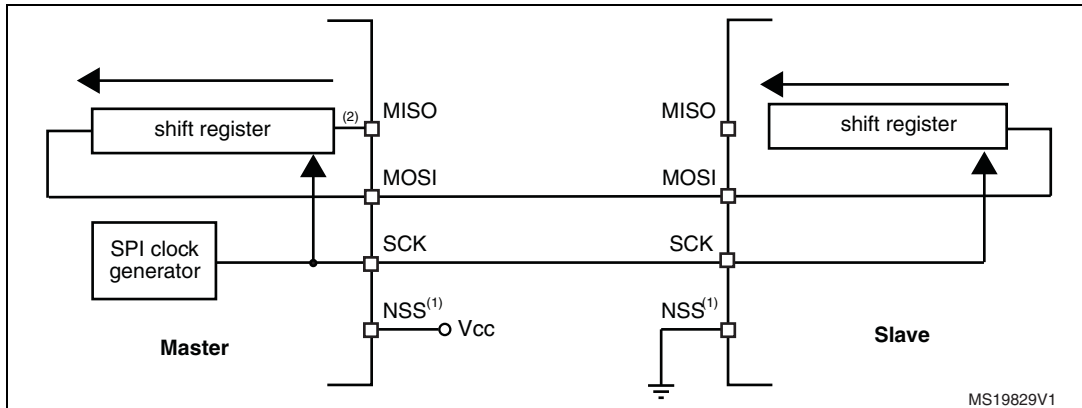 MISO
MISO
shift register
(2)
shift register
MOSI
MOSI
SPI clock
generator
SCK
SCK
NSS(1)
Vcc
NSS(1)
Master
Slave
MS19829V1